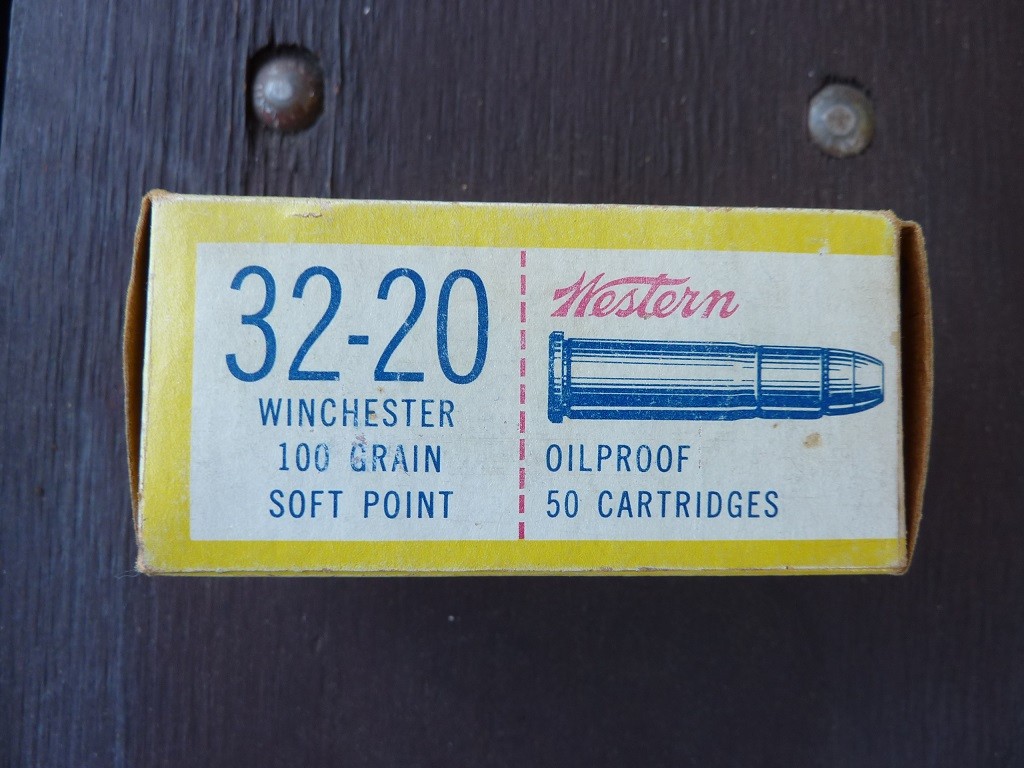 32-20
WINCHESTER
100 GRAIN
SOFT POINT
Western
OILPROOF
50 CARTRIDGES